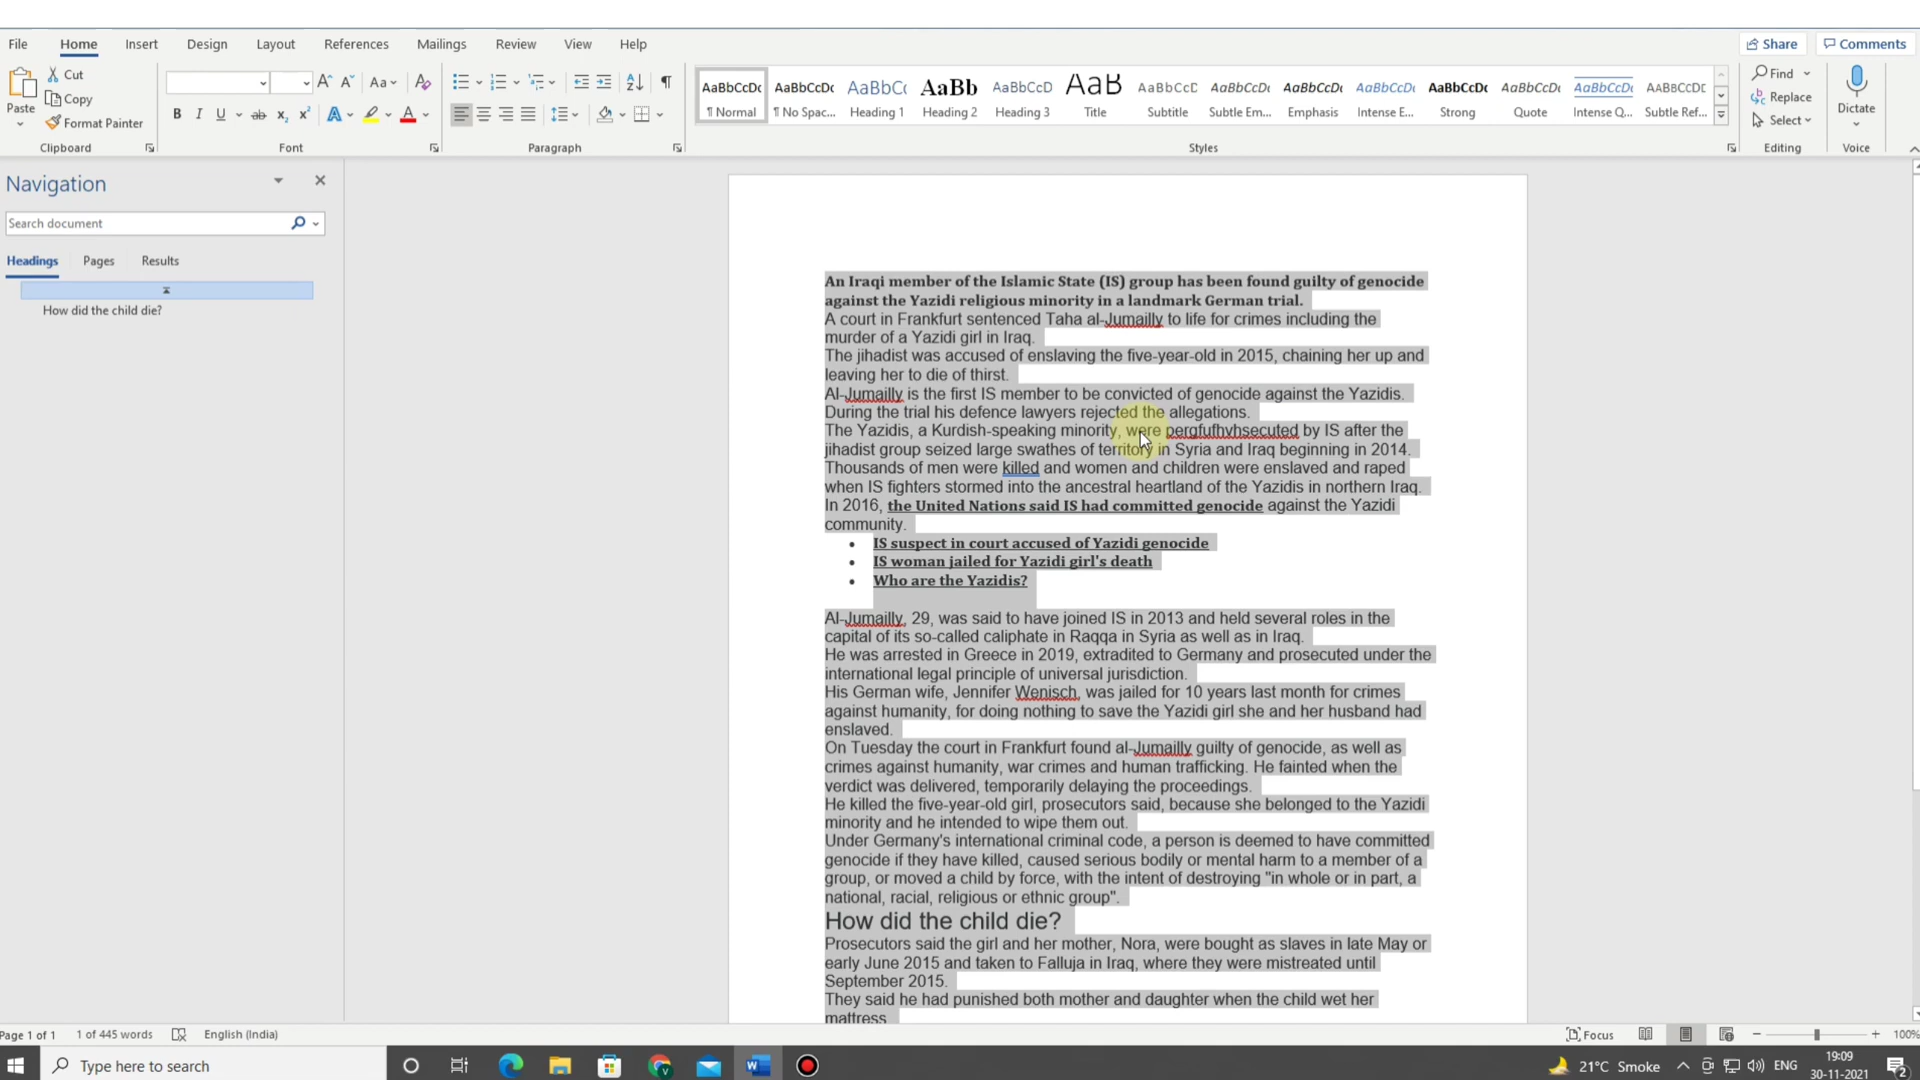 File Home Insert Design Layout References Mailings Review View Help Share Comments
Paste Cut Copy Format Painter
Clipboard
Aa
B I U ab x₂ x² A A
Font
Paragraph
AaBbCcDc AaBbCcDc AaBbCc AaBb AaBbCcD AaB AaBbCcD AaBbCcDc AaBbCcDc AaBbCcDc AaBbCcDc AaBbCcDc AaBbCcDc AABBCCDC
¶ Normal ¶ No Spac... Heading 1 Heading 2 Heading 3 Title Subtitle Subtle Em... Emphasis Intense E... Strong Quote Intense Q... Subtle Ref...
Styles
Find
Replace
Select
Editing
Dictate
Voice
Navigation
Search document
Headings Pages Results
How did the child die?
An Iraqi member of the Islamic State (IS) group has been found guilty of genocide
against the Yazidi religious minority in a landmark German trial.
A court in Frankfurt sentenced Taha al-Jumailly to life for crimes including the
murder of a Yazidi girl in Iraq.
The jihadist was accused of enslaving the five-year-old in 2015, chaining her up and
leaving her to die of thirst.
Al-Jumailly is the first IS member to be convicted of genocide against the Yazidis.
During the trial his defence lawyers rejected the allegations.
The Yazidis, a Kurdish-speaking minority, were pergfufhvhsecuted by IS after the
jihadist group seized large swathes of territory in Syria and Iraq beginning in 2014.
Thousands of men were killed and women and children were enslaved and raped
when IS fighters stormed into the ancestral heartland of the Yazidis in northern Iraq.
In 2016, the United Nations said IS had committed genocide against the Yazidi
community.
• IS suspect in court accused of Yazidi genocide
• IS woman jailed for Yazidi girl's death
• Who are the Yazidis?
Al-Jumailly, 29, was said to have joined IS in 2013 and held several roles in the
capital of its so-called caliphate in Raqqa in Syria as well as in Iraq.
He was arrested in Greece in 2019, extradited to Germany and prosecuted under the
international legal principle of universal jurisdiction.
His German wife, Jennifer Wenisch, was jailed for 10 years last month for crimes
against humanity, for doing nothing to save the Yazidi girl she and her husband had
enslaved.
On Tuesday the court in Frankfurt found al-Jumailly guilty of genocide, as well as
crimes against humanity, war crimes and human trafficking. He fainted when the
verdict was delivered, temporarily delaying the proceedings.
He killed the five-year-old girl, prosecutors said, because she belonged to the Yazidi
minority and he intended to wipe them out.
Under Germany's international criminal code, a person is deemed to have committed
genocide if they have killed, caused serious bodily or mental harm to a member of a
group, or moved a child by force, with the intent of destroying "in whole or in part, a
national, racial, religious or ethnic group".
How did the child die?
Prosecutors said the girl and her mother, Nora, were bought as slaves in late May or
early June 2015 and taken to Falluja in Iraq, where they were mistreated until
September 2015.
They said he had punished both mother and daughter when the child wet her
mattress
Page 1 of 1 1 of 445 words English (India) Focus 100%
Type here to search 21°C Smoke ENG 19:09
30-11-2021 2